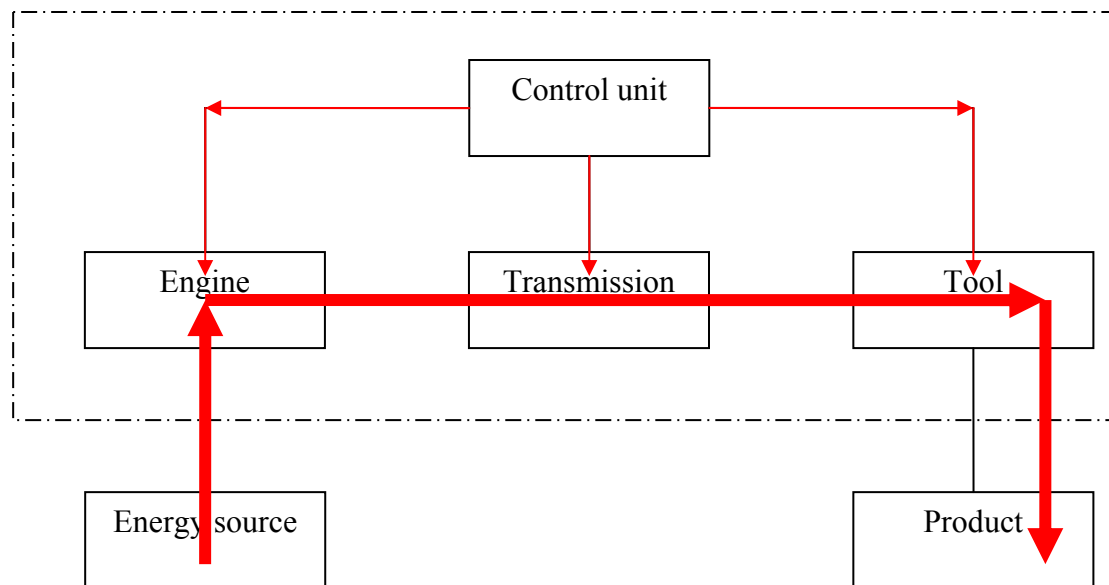 Control unit
Engine
Transmission
Tool
Energy source
Product